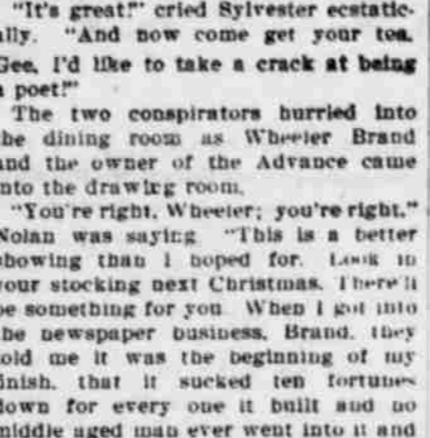 "It's great!" cried Sylvester ecstatic-
ally. "And now come get your tea.
Gee, I'd like to take a crack at being
a poet!"
The two conspirators hurried into
the dining room as Wheeler Brand
and the owner of the Advance came
into the drawing room.
"You're right, Wheeler; you're right,"
Nolan was saying "This is a better
showing than I hoped for. Look in
your stocking next Christmas. There'll
be something for you When I got into
the newspaper business, Brand, they
told me it was the beginning of my
finish, that it sucked ten fortunes
down for every one it built and no
middle aged man ever went into it and